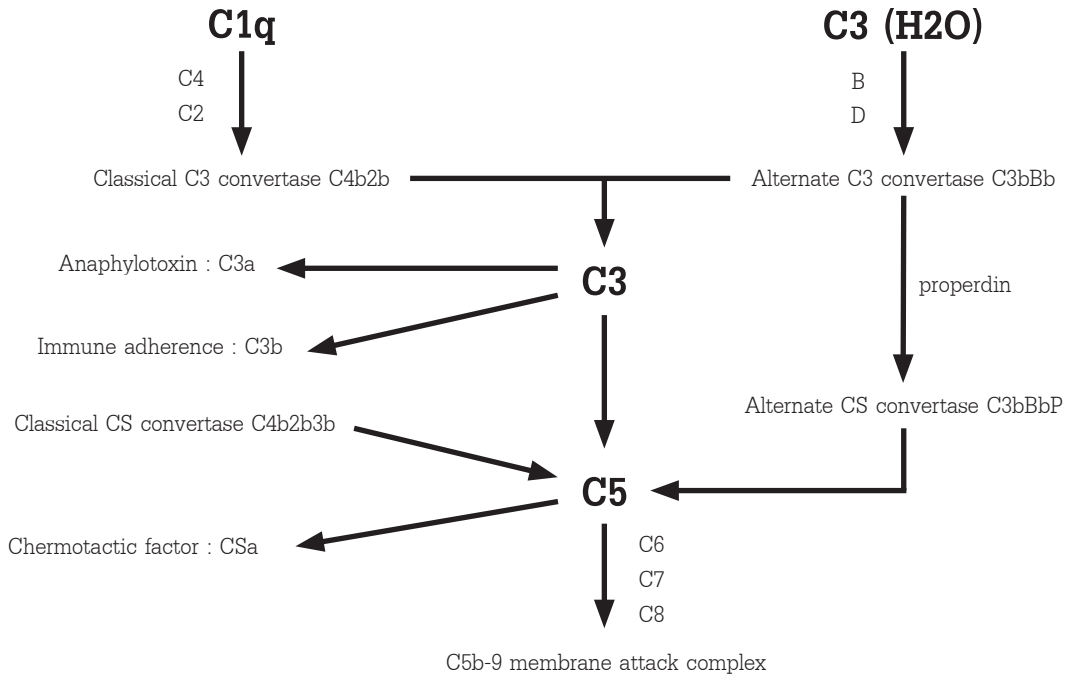 C1q
C3 (H2O)
C4
C2
B
D
Classical C3 convertase C4b2b
Alternate C3 convertase C3bBb
Anaphylotoxin : C3a
C3
properdin
Immune adherence : C3b
Alternate CS convertase C3bBbP
Classical CS convertase C4b2b3b
C5
Chermotactic factor : CSa
C6
C7
C8
C5b-9 membrane attack complex